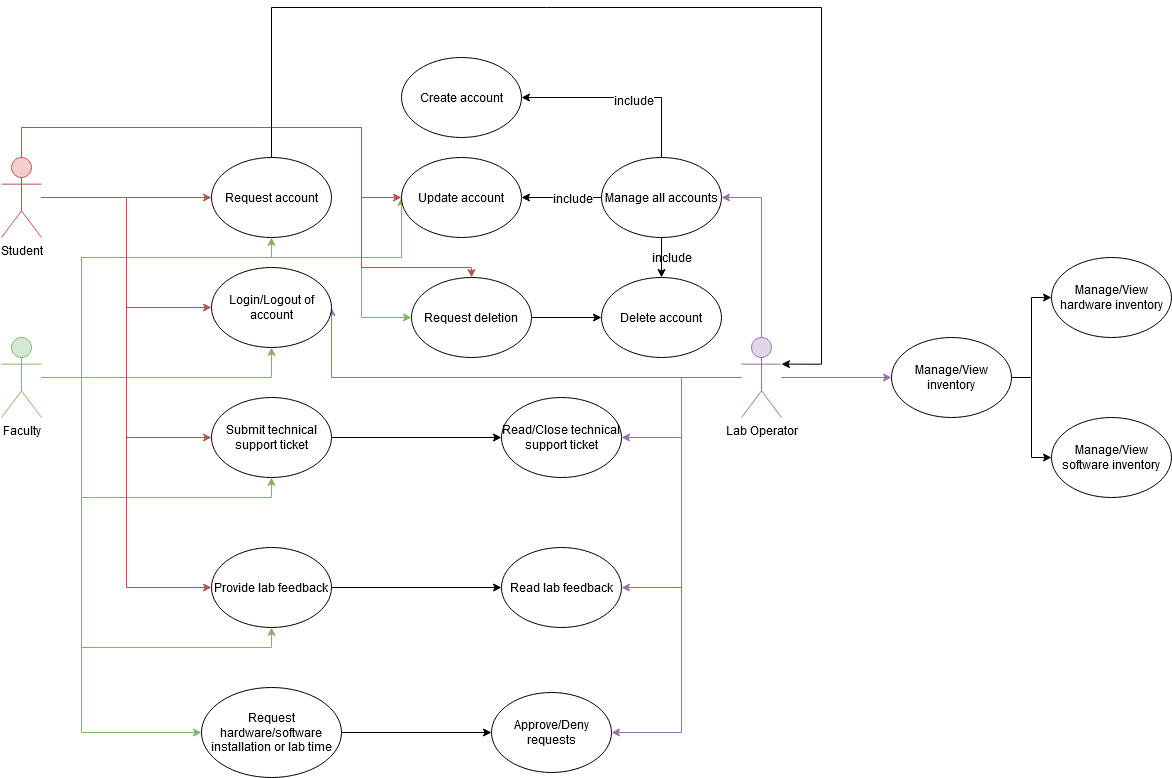 Create account
include
Student
Request account
Update account
include
Manage all accounts
include
Login/Logout of
account
Request deletion
Delete account
Manage/View
hardware inventory
Faculty
Lab Operator
Manage/View
inventory
Submit technical
support ticket
Read/Close technical
support ticket
Manage/View
software inventory
Provide lab feedback
Read lab feedback
Request
hardware/software
installation or lab time
Approve/Deny
requests